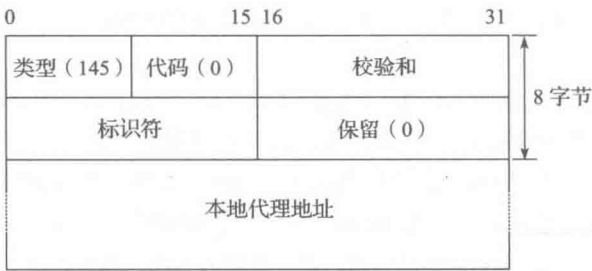 0 15 16 31
类型（145） 代码（0） 校验和
8 字节
标识符 保留（0）
本地代理地址